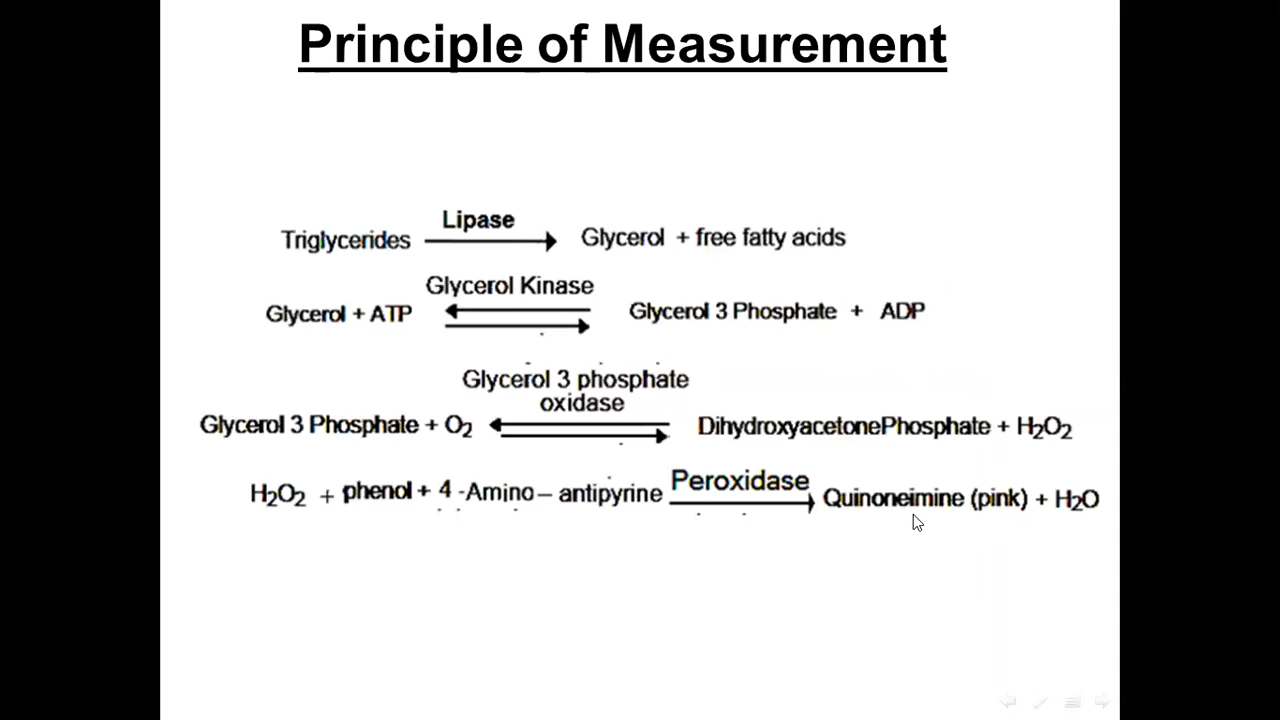 Principle of Measurement
Lipase
Triglycerides Glycerol + free fatty acids
Glycerol Kinase
Glycerol + ATP Glycerol 3 Phosphate + ADP
Glycerol 3 phosphate
oxidase
Glycerol 3 Phosphate + O₂ DihydroxyacetonePhosphate + H₂O₂
Peroxidase
H₂O₂ + phenol + 4 -Amino – antipyrine Quinoneimine (pink) + H₂O